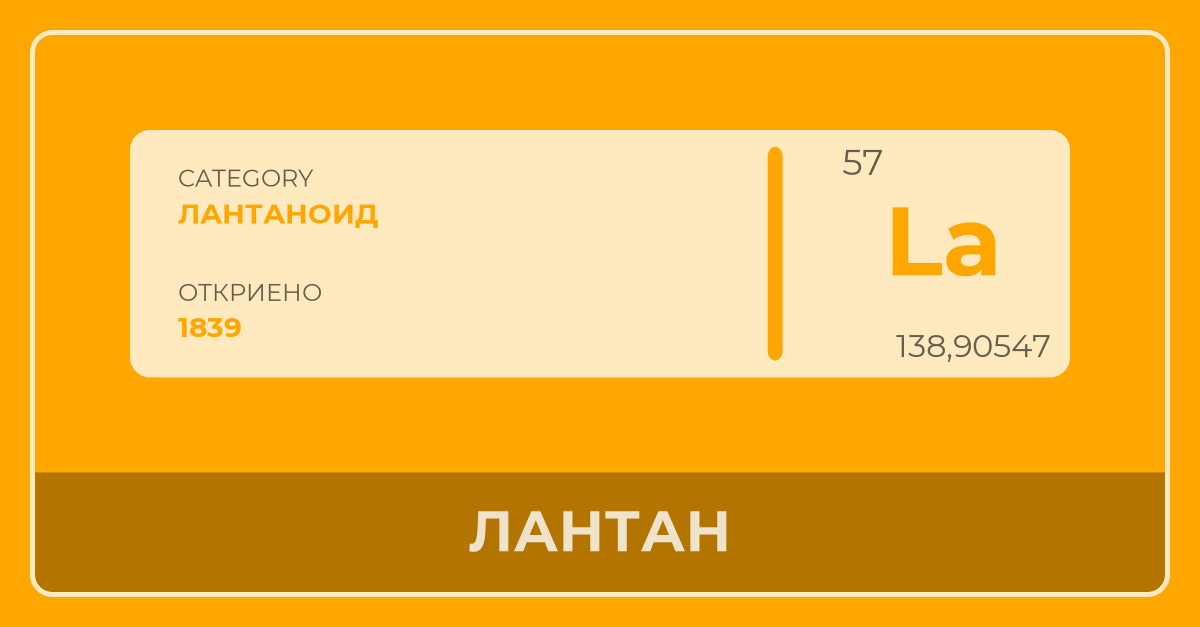 CATEGORY
ЛАНТАНОИД
ОТКРИЕНО
1839
57
La
138,90547
ЛАНТАН